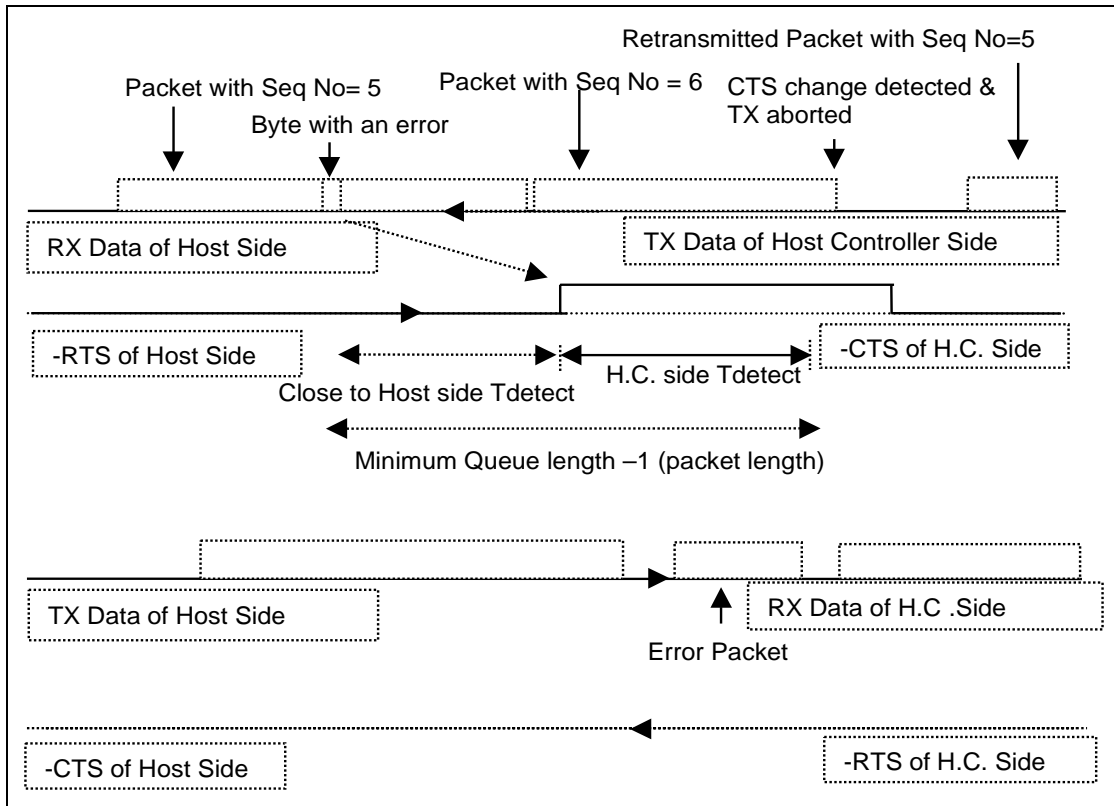 Retransmitted Packet with Seq No=5
Packet with Seq No= 5
Packet with Seq No = 6
CTS change detected &
TX aborted
Byte with an error
RX Data of Host Side
TX Data of Host Controller Side
-RTS of Host Side
-CTS of H.C. Side
Close to Host side Tdetect
H.C. side Tdetect
Minimum Queue length –1 (packet length)
TX Data of Host Side
RX Data of H.C .Side
Error Packet
-CTS of Host Side
-RTS of H.C. Side